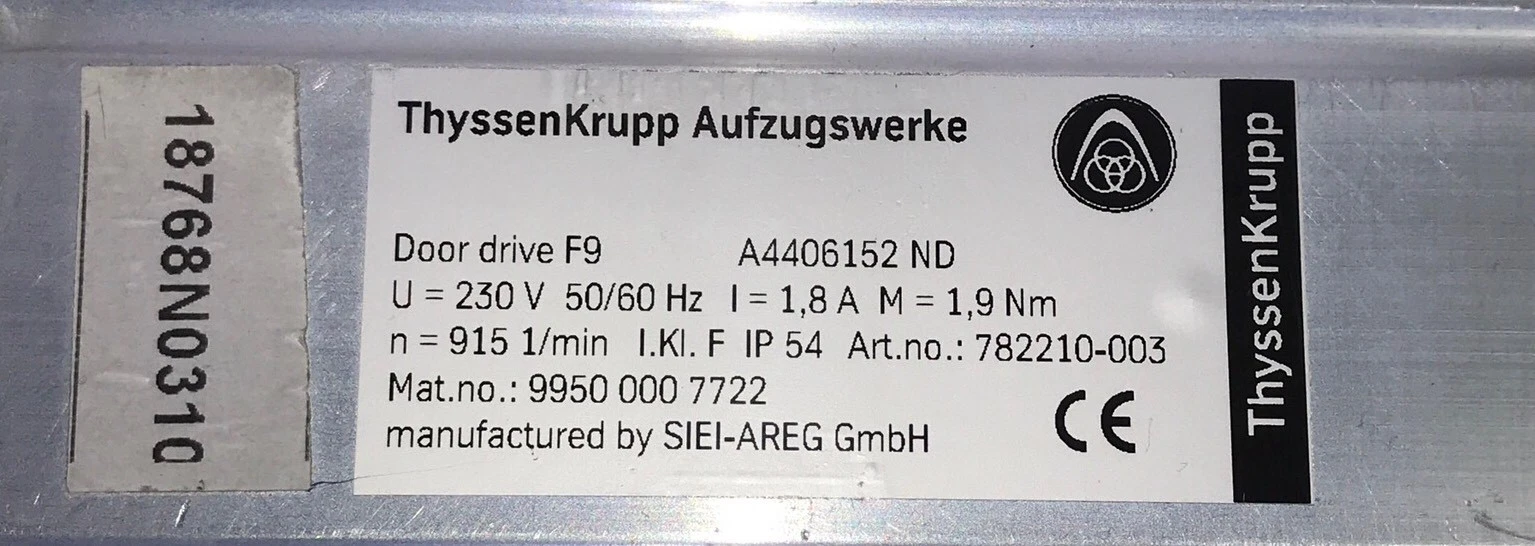 18768N0310
ThyssenKrupp Aufzugswerke
Door drive F9 A4406152 ND
U = 230 V 50/60 Hz I = 1,8 A M = 1,9 Nm
n = 915 1/min I.Kl. F IP 54 Art.no.: 782210-003
Mat.no.: 9950 000 7722
manufactured by SIEI-AREG GmbH
CE
ThyssenKrupp